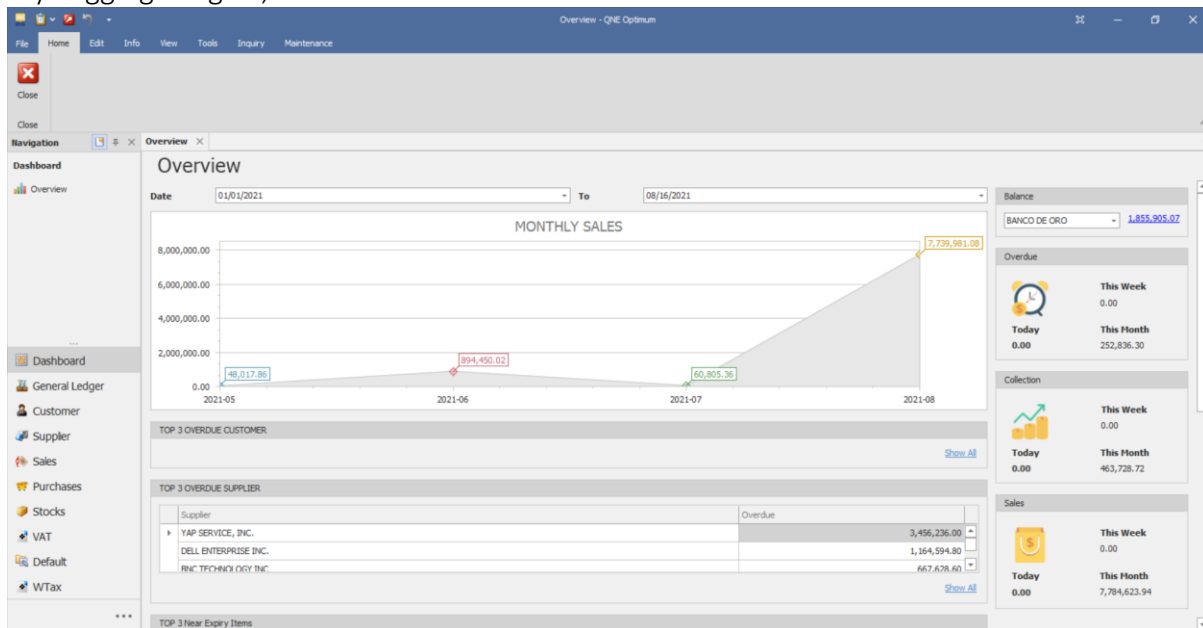 Overview - QNE Optimum
File Home Edit Info View Tools Inquiry Maintenance
Close
Close
Navigation
Overview
Dashboard
Overview
Overview
Date 01/01/2021 To 08/16/2021
MONTHLY SALES
8,000,000.00
6,000,000.00
4,000,000.00
2,000,000.00
0.00
48,017.86
894,450.02
60,805.36
7,739,981.08
2021-05 2021-06 2021-07 2021-08
TOP 3 OVERDUE CUSTOMER
Show All
TOP 3 OVERDUE SUPPLIER
Supplier Overdue
YAP SERVICE, INC. 3,456,236.00
DELL ENTERPRISE INC. 1,164,594.80
BNC TECHNOLOGY INC 667,628.60
Show All
TOP 3 Near Expiry Items
Balance
BANCO DE ORO 1,855,905.07
Overdue
This Week
0.00
Today This Month
0.00 252,836.30
Collection
This Week
0.00
Today This Month
0.00 463,728.72
Sales
This Week
0.00
Today This Month
0.00 7,784,623.94
Dashboard
General Ledger
Customer
Supplier
Sales
Purchases
Stocks
VAT
Default
WTax